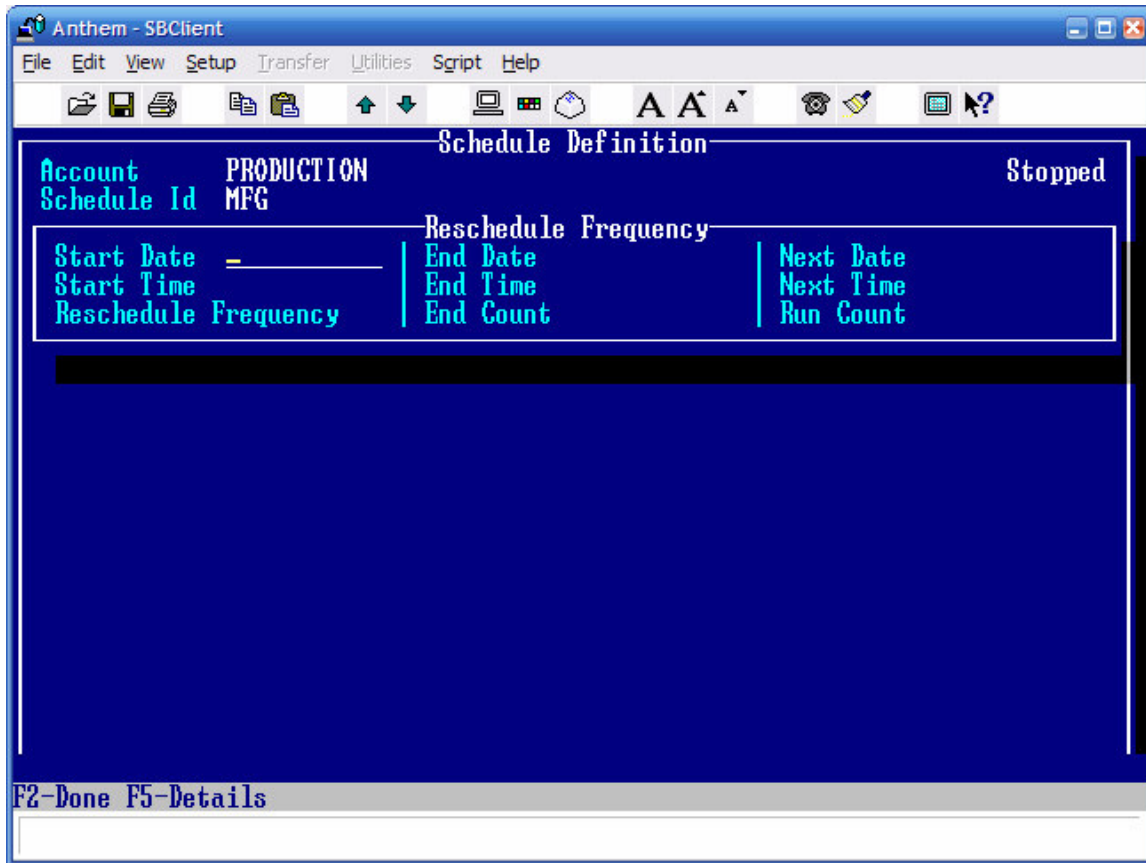 Anthem - SBClient
File Edit View Setup Transfer Utilities Script Help
A A A ?
Schedule Definition
Account PRODUCTION Stopped
Schedule Id MFG
Reschedule Frequency
Start Date End Date Next Date
Start Time End Time Next Time
Reschedule Frequency End Count Run Count
F2-Done F5-Details